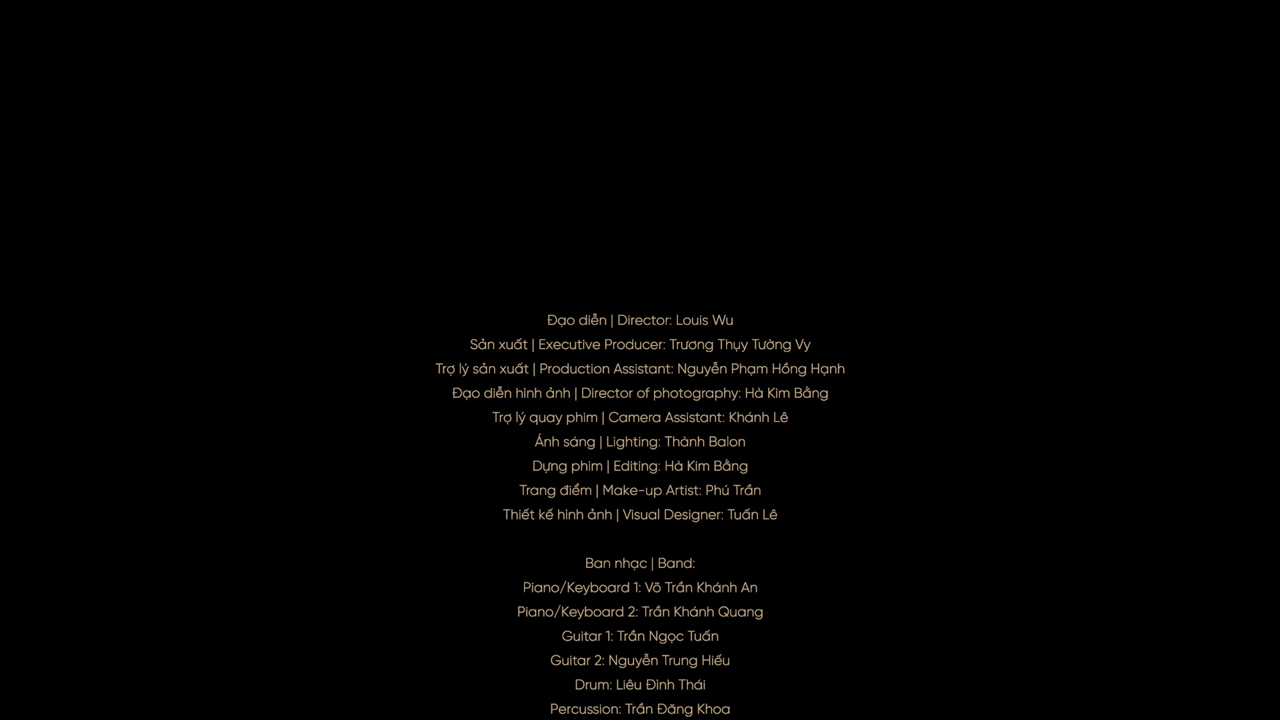 Đạo diễn | Director: Louis Wu
Sản xuất | Executive Producer: Trương Thụy Tường Vy
Trợ lý sản xuất | Production Assistant: Nguyễn Phạm Hồng Hạnh
Đạo diễn hình ảnh | Director of photography: Hà Kim Bằng
Trợ lý quay phim | Camera Assistant: Khánh Lê
Ánh sáng | Lighting: Thành Balon
Dựng phim | Editing: Hà Kim Bằng
Trang điểm | Make-up Artist: Phú Trần
Thiết kế hình ảnh | Visual Designer: Tuấn Lê
Ban nhạc | Band:
Piano/Keyboard 1: Võ Trần Khánh An
Piano/Keyboard 2: Trần Khánh Quang
Guitar 1: Trần Ngọc Tuấn
Guitar 2: Nguyễn Trung Hiếu
Drum: Liêu Đình Thái
Percussion: Trần Đăng Khoa